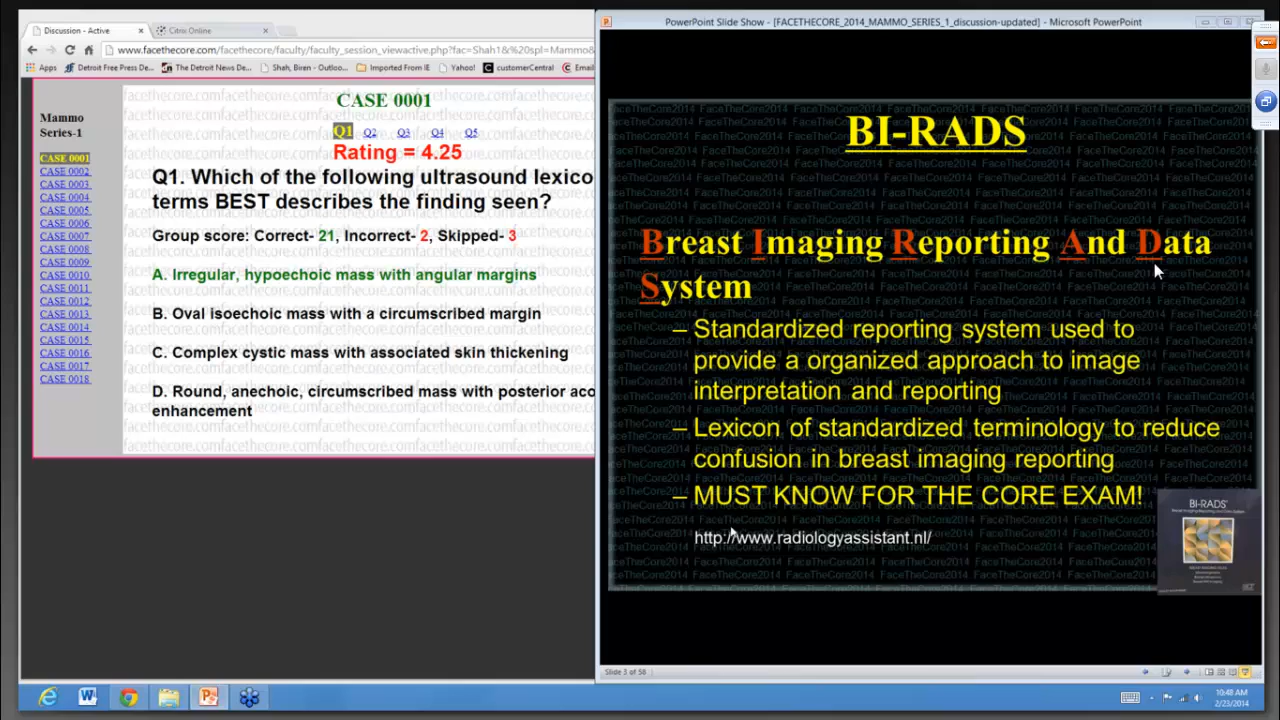 Discussion - Active
Citrix Online
www.facethecore.com/facethecore/faculty/faculty_session_viewactive.php?fac=Shah1&%20spl=Mammo&
Apps
Detroit Free Press De...
The Detroit News De...
Shah, Biren - Outloo...
Imported From IE
Yahoo!
customerCentral
Email
Mammo
Series-1
CASE 0001
CASE 0002
CASE 0003
CASE 0004
CASE 0005
CASE 0006
CASE 0007
CASE 0008
CASE 0009
CASE 0010
CASE 0011
CASE 0012
CASE 0013
CASE 0014
CASE 0015
CASE 0016
CASE 0017
CASE 0018
CASE 0001
Q1 Q2 Q3 Q4 Q5
Rating = 4.25
Q1. Which of the following ultrasound lexico
terms BEST describes the finding seen?
Group score: Correct- 21, Incorrect- 2, Skipped- 3
A. Irregular, hypoechoic mass with angular margins
B. Oval isoechoic mass with a circumscribed margin
C. Complex cystic mass with associated skin thickening
D. Round, anechoic, circumscribed mass with posterior aco
enhancement
PowerPoint Slide Show - [FACETHECORE_2014_MAMMO_SERIES_1_discussion-updated] - Microsoft PowerPoint
BI-RADS
Breast Imaging Reporting And Data
System
– Standardized reporting system used to
provide a organized approach to image
interpretation and reporting
– Lexicon of standardized terminology to reduce
confusion in breast imaging reporting
– MUST KNOW FOR THE CORE EXAM!
http://www.radiologyassistant.nl/
BI-RADS
Slide 3 of 58
10:48 AM
2/23/2014